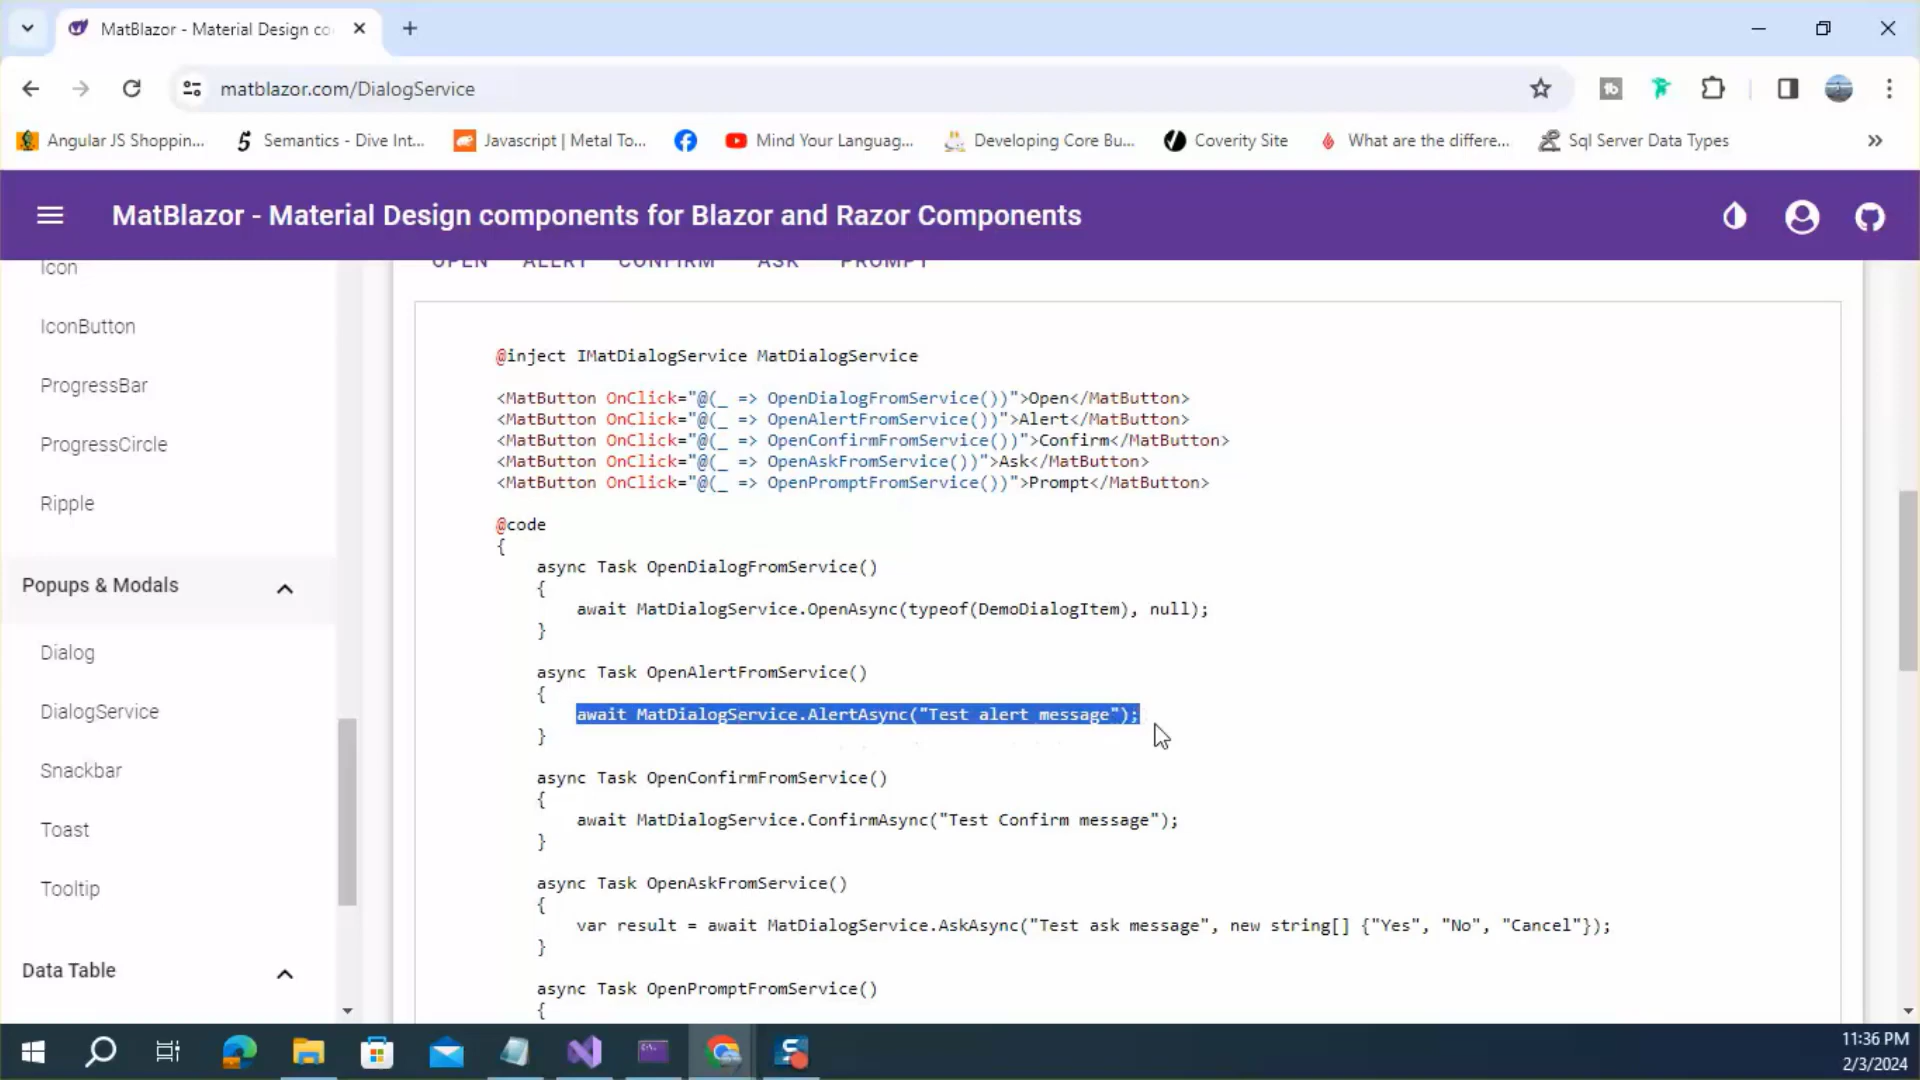 MatBlazor - Material Design co
matblazor.com/DialogService
Angular JS Shoppin...
Semantics - Dive Int...
Javascript | Metal To...
Mind Your Languag...
Developing Core Bu...
Coverity Site
What are the differe...
Sql Server Data Types
MatBlazor - Material Design components for Blazor and Razor Components
Icon
IconButton
ProgressBar
ProgressCircle
Ripple
Popups & Modals
Dialog
DialogService
Snackbar
Toast
Tooltip
Data Table
OPEN ALERT CONFIRM ASK PROMPT
@inject IMatDialogService MatDialogService
<MatButton OnClick="@(_ => OpenDialogFromService())">Open</MatButton>
<MatButton OnClick="@(_ => OpenAlertFromService())">Alert</MatButton>
<MatButton OnClick="@(_ => OpenConfirmFromService())">Confirm</MatButton>
<MatButton OnClick="@(_ => OpenAskFromService())">Ask</MatButton>
<MatButton OnClick="@(_ => OpenPromptFromService())">Prompt</MatButton>
@code
{
async Task OpenDialogFromService()
{
await MatDialogService.OpenAsync(typeof(DemoDialogItem), null);
}
async Task OpenAlertFromService()
{
await MatDialogService.AlertAsync("Test alert message");
}
async Task OpenConfirmFromService()
{
await MatDialogService.ConfirmAsync("Test Confirm message");
}
async Task OpenAskFromService()
{
var result = await MatDialogService.AskAsync("Test ask message", new string[] {"Yes", "No", "Cancel"});
}
async Task OpenPromptFromService()
{
11:36 PM
2/3/2024